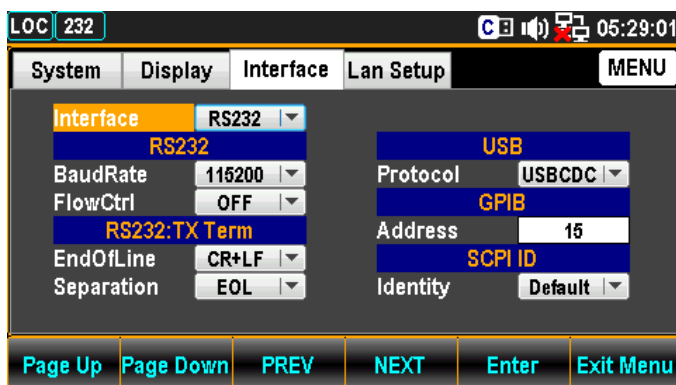 LOC 232 C 05:29:01
System Display Interface Lan Setup MENU
Interface RS232
RS232 USB
BaudRate 115200 Protocol USBCDC
FlowCtrl OFF GPIB
RS232:TX Term Address 15
EndOfLine CR+LF SCPI ID
Separation EOL Identity Default
Page Up Page Down PREV NEXT Enter Exit Menu